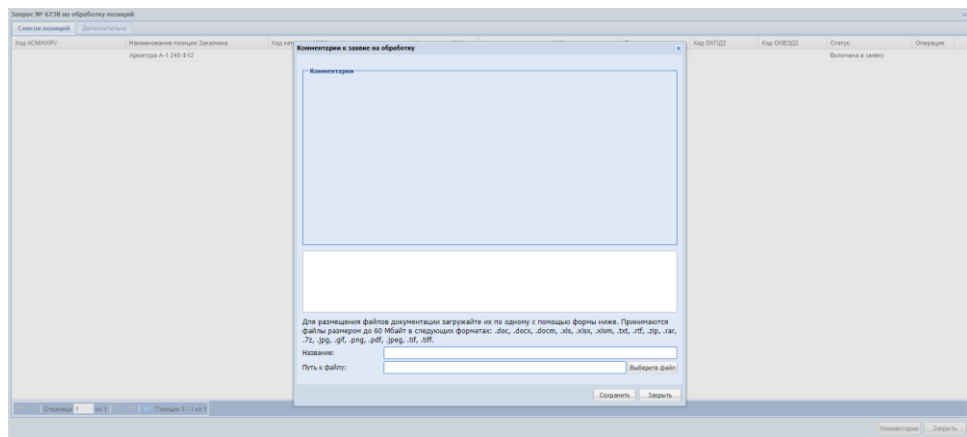 Запрос № 6738 на обработку позиций
Список позиций Дополнительно
Код КСМ/ККРУ Наименование позиции Заказчика Код Код ОКПД2 Код ОКВЭД2 Статус Операции
Арматура А-1 240 Ф12 Включена в заявку
Комментарии к заявке на обработку
Комментарии
Для размещения файлов документации загружайте их по одному с помощью формы ниже. Принимаются
файлы размером до 60 Мбайт в следующих форматах: .doc, .docx, .docm, .xls, .xlsx, .xlsm, .txt, .rtf, .zip, .rar,
.7z, .jpg, .gif, .png, .pdf, .jpeg, .tif, .tiff.
Название:
Путь к файлу: Выберите файл
Сохранить Закрыть
Страница 1 из 1 Позиции 1 - 1 из 1
Комментарии Закрыть